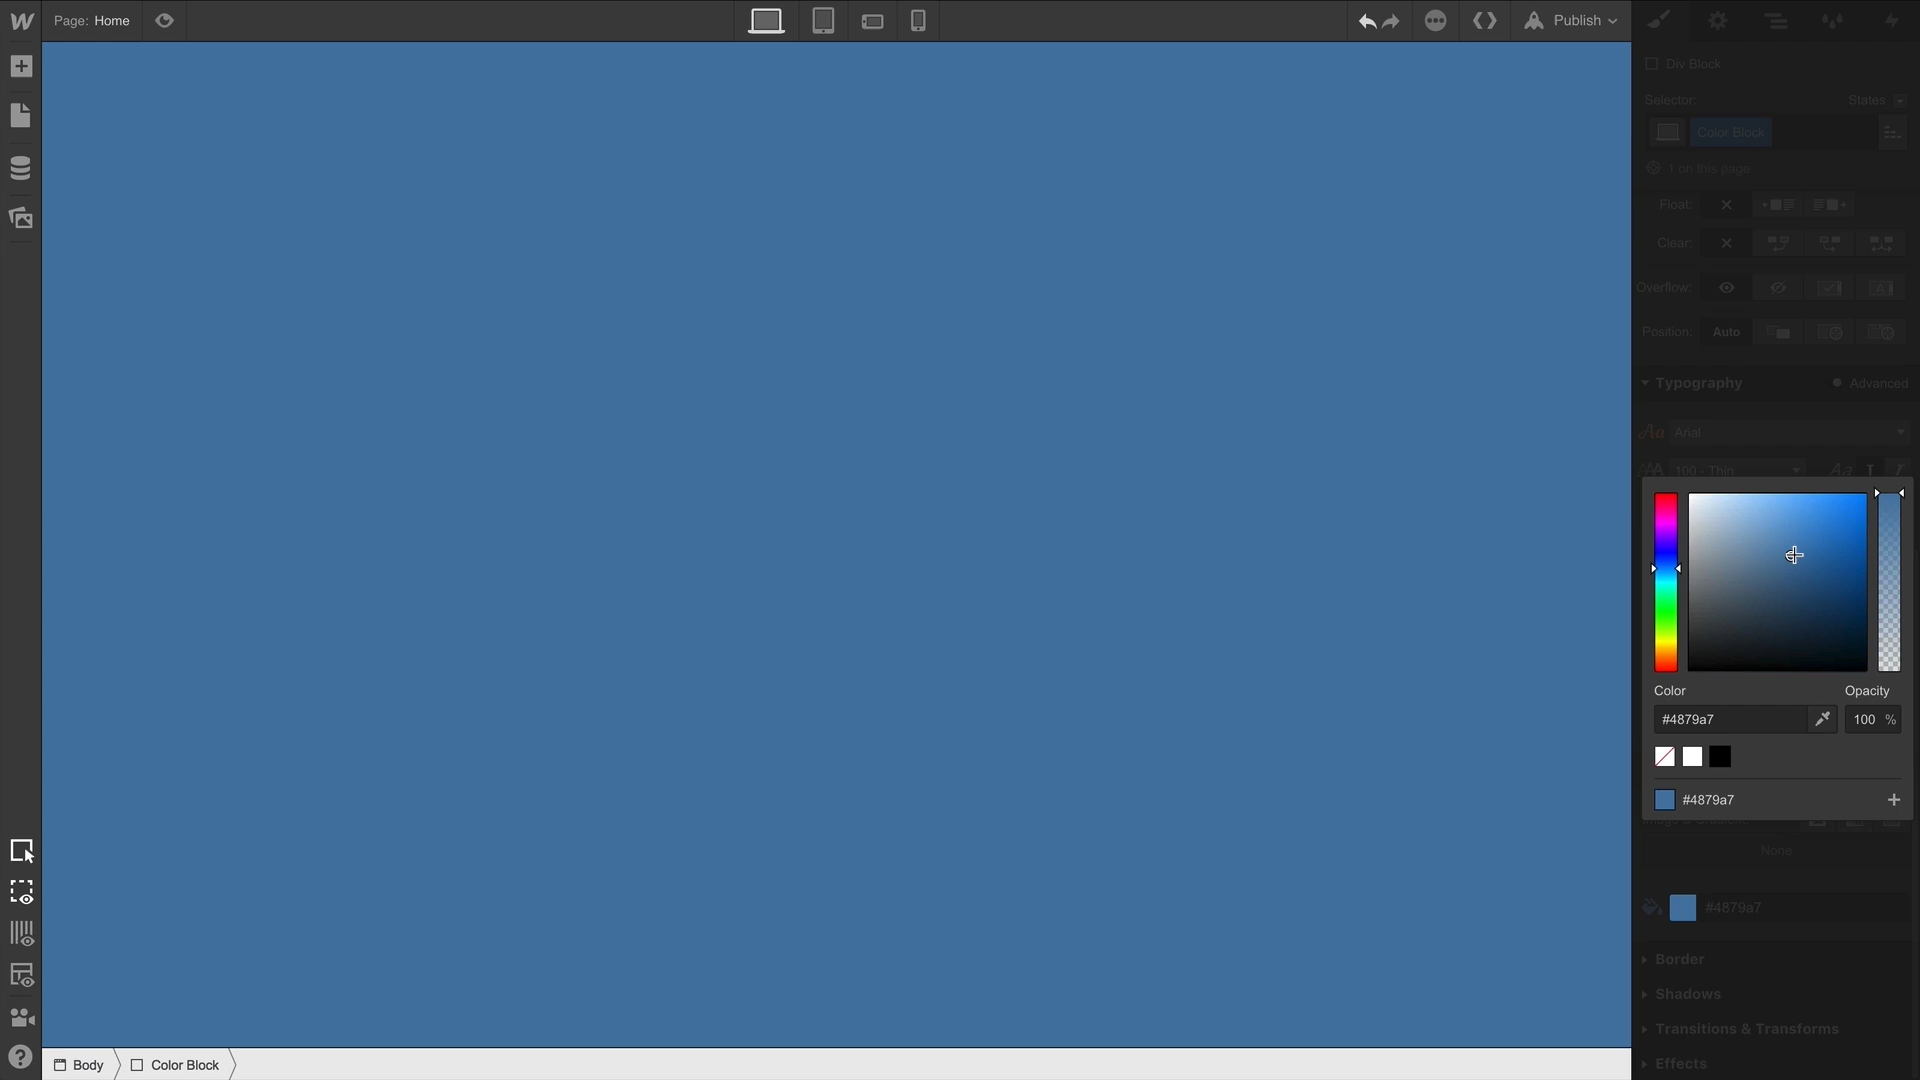 Page: Home
Publish
Div Block
Selector:
States
Color Block
1 on this page
Float:
Clear:
Overflow:
Position: Auto
Typography
Advanced
Arial
100 - Thin
Color
Opacity
#4879a7
100 %
#4879a7
None
#4879a7
Border
Shadows
Transitions & Transforms
Effects
Body
Color Block